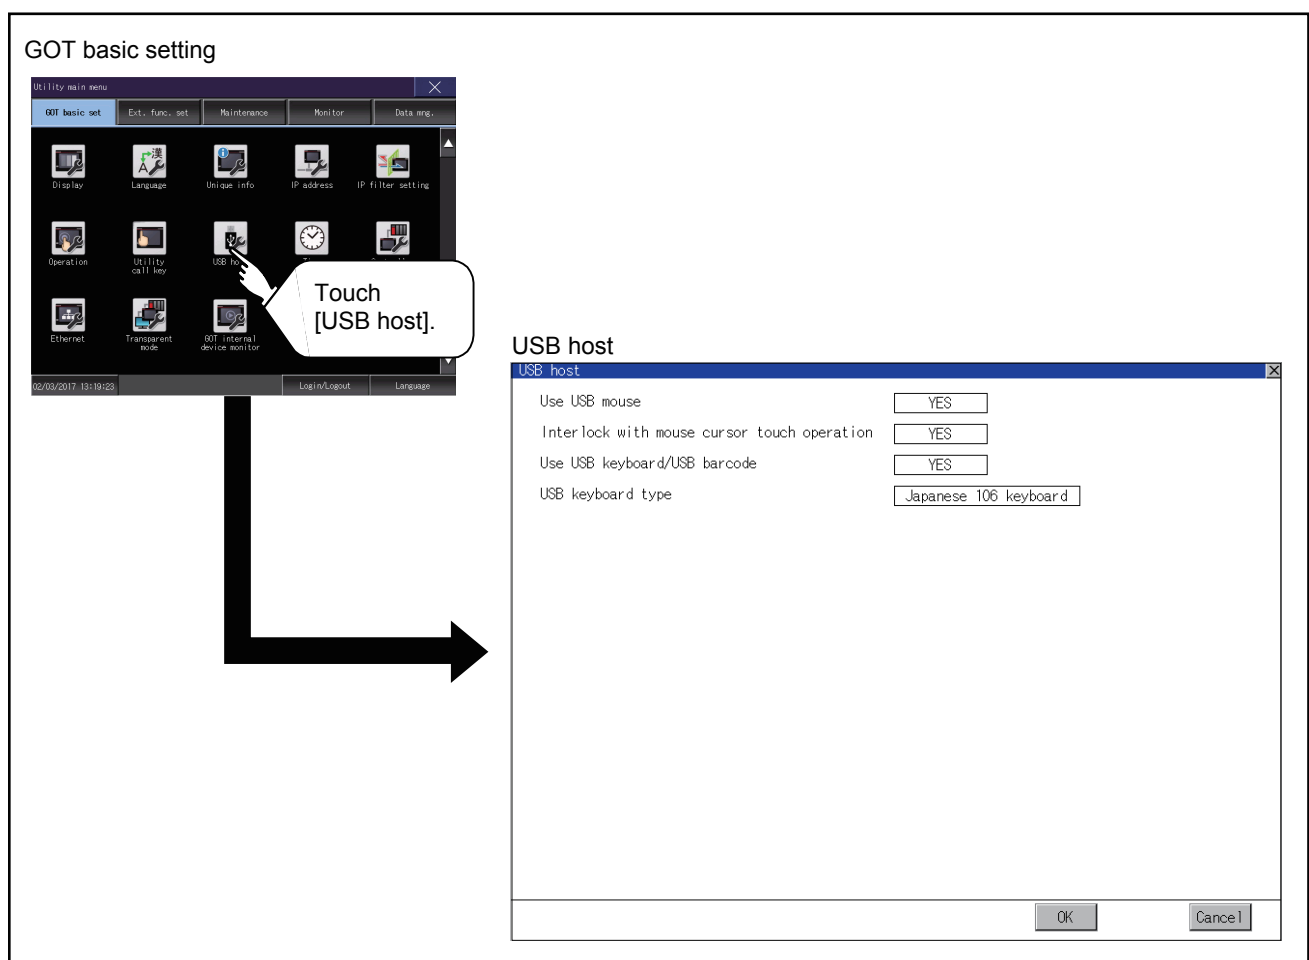 GOT basic setting
Utility main menu
GOT basic set Ext. func. set Maintenance Monitor Data mng.
Display Language Unique info IP address IP filter setting
Operation Utility call key USB ho
Touch
[USB host].
Ethernet Transparent mode GOT internal device monitor
02/03/2017 13:19:23 Login/Logout Language
USB host
USB host
Use USB mouse YES
Interlock with mouse cursor touch operation YES
Use USB keyboard/USB barcode YES
USB keyboard type Japanese 106 keyboard
OK Cancel